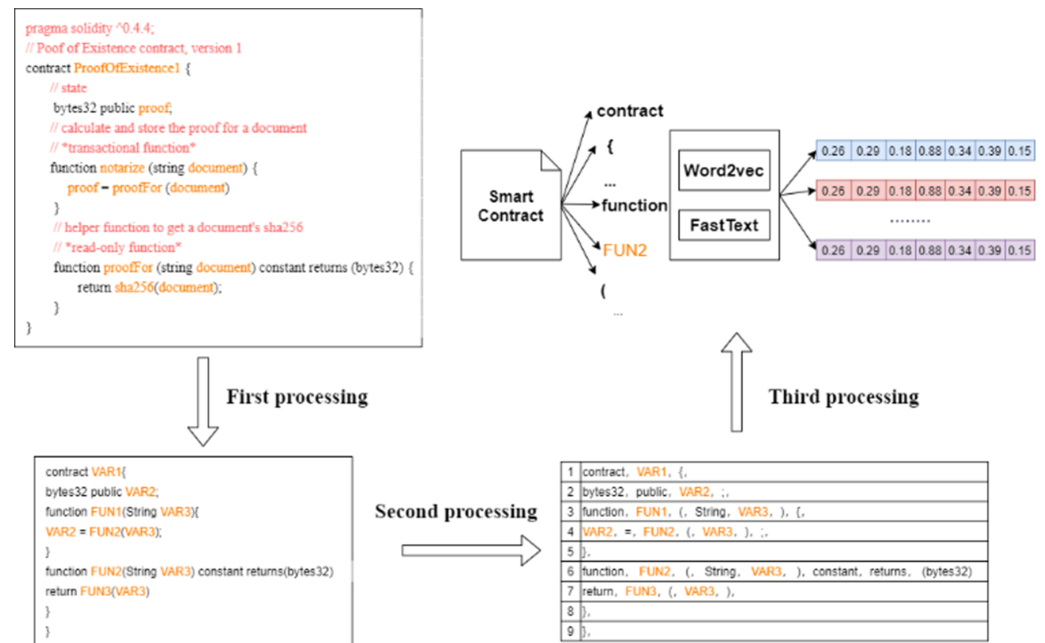 pragma solidity ^0.4.4;
// Poof of Existence contract, version 1
contract ProofOfExistence1 {
// state
bytes32 public proof;
// calculate and store the proof for a document
// *transactional function*
function notarize (string document) {
proof = proofFor (document)
}
// helper function to get a document's sha256
// *read-only function*
function proofFor (string document) constant returns (bytes32) {
return sha256(document);
}
}
Smart
Contract
contract
{
...
function
FUN2
(
...
Word2vec
FastText
0.26 0.29 0.18 0.88 0.34 0.39 0.15
0.26 0.29 0.18 0.88 0.34 0.39 0.15
........
0.26 0.29 0.18 0.88 0.34 0.39 0.15
First processing
Third processing
contract VAR1{
bytes32 public VAR2;
function FUN1(String VAR3){
VAR2 = FUN2(VAR3);
}
function FUN2(String VAR3) constant returns(bytes32)
return FUN3(VAR3)
}
}
Second processing
1 contract, VAR1, {,
2 bytes32, public, VAR2, ;,
3 function, FUN1, (, String, VAR3, ), {,
4 VAR2, =, FUN2, (, VAR3, ), ;,
5 },
6 function, FUN2, (, String, VAR3, ), constant, returns, (bytes32)
7 return, FUN3, (, VAR3, ),
8 },
9 },